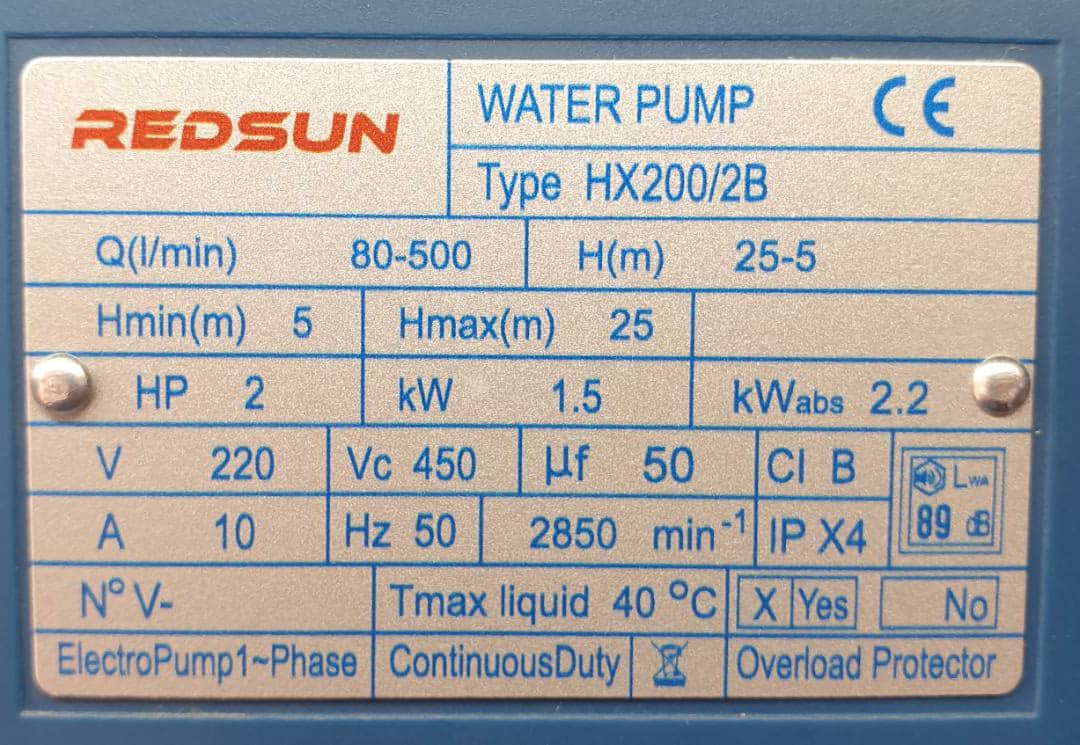 REDSUN
WATER PUMP CE
Type HX200/2B
Q(l/min) 80-500 H(m) 25-5
Hmin(m) 5 Hmax(m) 25
HP 2 kW 1.5 kWabs 2.2
V 220 Vc 450 µf 50 Cl B LWA
A 10 Hz 50 2850 min-1 IP X4 89 dB
N° V- Tmax liquid 40 °C X Yes No
ElectroPump1~Phase ContinuousDuty Overload Protector